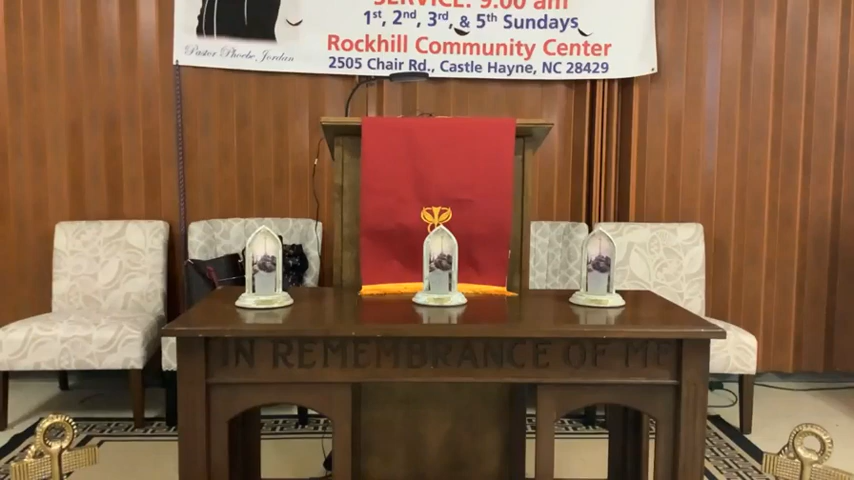 SERVICE: 9:00 am
1st, 2nd, 3rd, & 5th Sundays
Pastor Phoebe Jordan
Rockhill Community Center
2505 Chair Rd., Castle Hayne, NC 28429
IN REMEMBRANCE OF ME